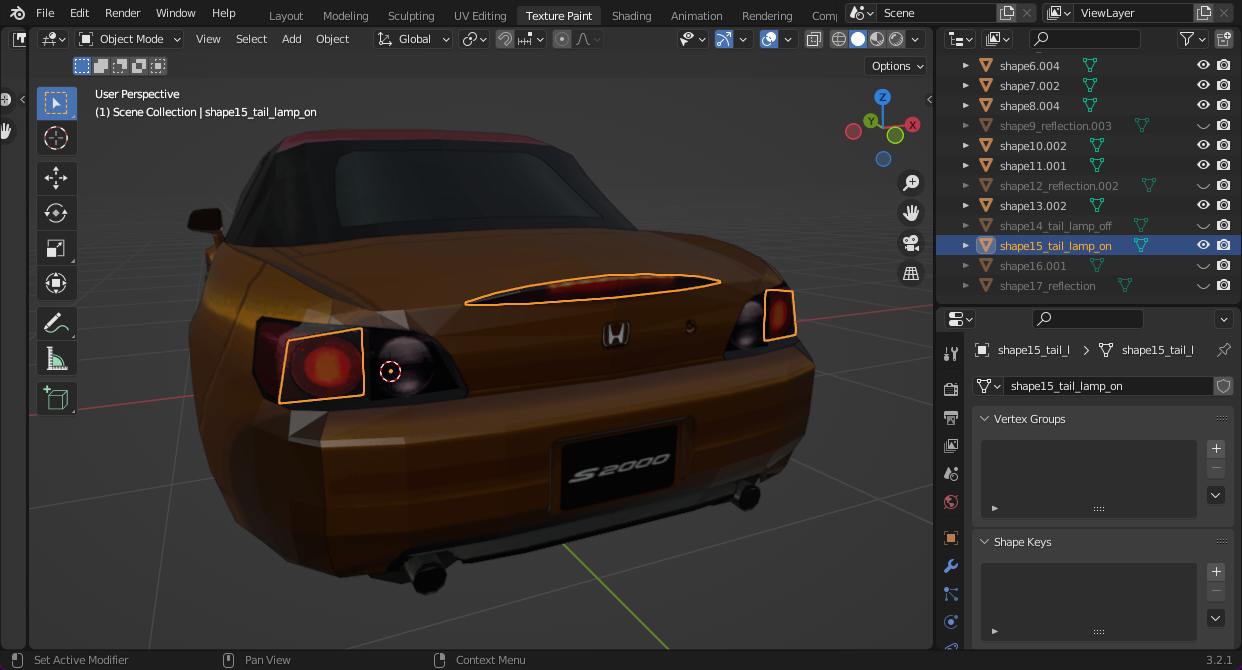 File Edit Render Window Help Layout Modeling Sculpting UV Editing Texture Paint Shading Animation Rendering Comp Scene ViewLayer
Object Mode View Select Add Object Global
Options
User Perspective
(1) Scene Collection | shape15_tail_lamp_on
Z
Y
X
S2000
shape6.004
shape7.002
shape8.004
shape9_reflection.003
shape10.002
shape11.001
shape12_reflection.002
shape13.002
shape14_tail_lamp_off
shape15_tail_lamp_on
shape16.001
shape17_reflection
shape15_tail_l shape15_tail_l
shape15_tail_lamp_on
Vertex Groups
Shape Keys
Set Active Modifier Pan View Context Menu 3.2.1